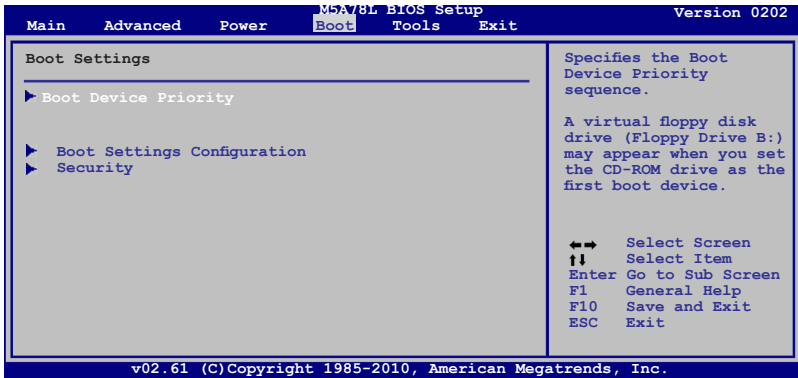 M5A78L BIOS Setup
Version 0202
Main Advanced Power Boot Tools Exit
Boot Settings
Boot Device Priority
Boot Settings Configuration
Security
Specifies the Boot
Device Priority
sequence.
A virtual floppy disk
drive (Floppy Drive B:)
may appear when you set
the CD-ROM drive as the
first boot device.
←→ Select Screen
↑↓ Select Item
Enter Go to Sub Screen
F1 General Help
F10 Save and Exit
ESC Exit
v02.61 (C)Copyright 1985-2010, American Megatrends, Inc.